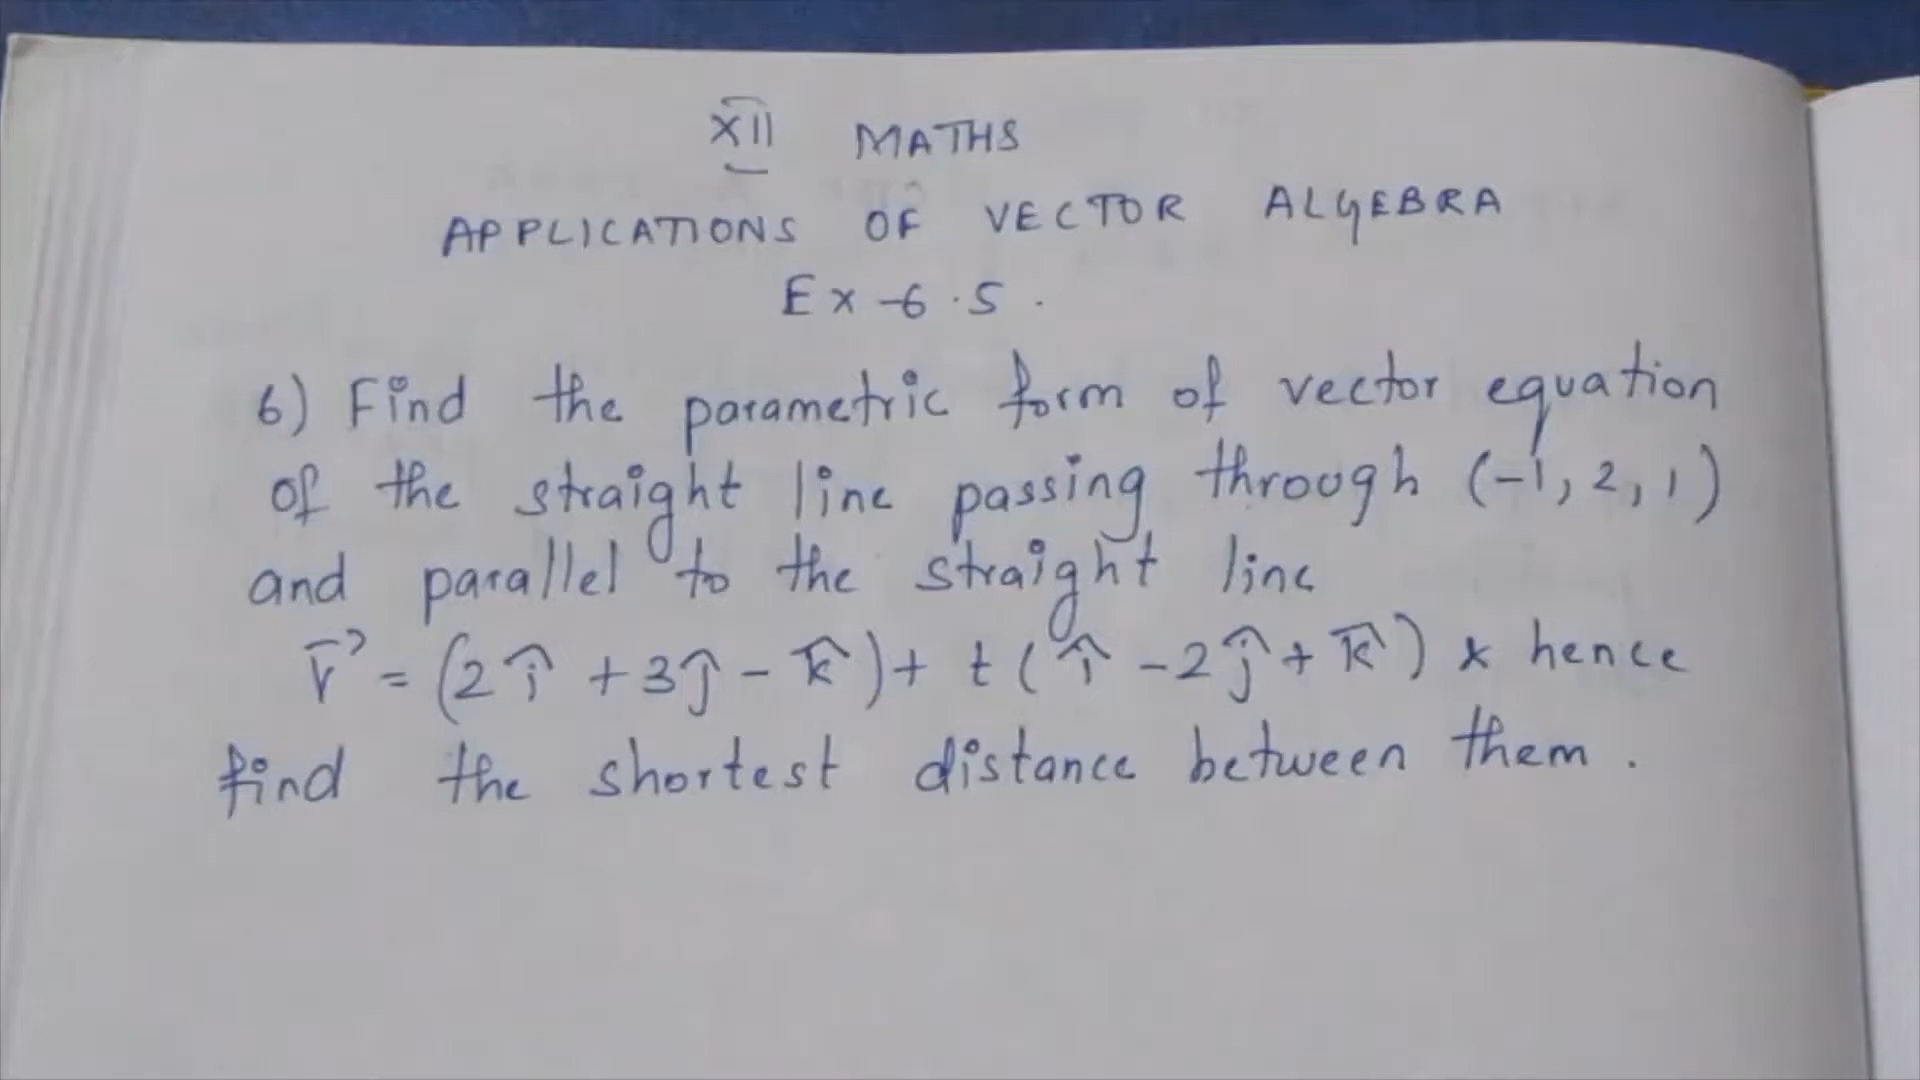 XII MATHS
APPLICATIONS OF VECTOR ALGEBRA
Ex-6.5.
6) Find the parametric form of vector equation
of the straight line passing through (-1, 2, 1)
and parallel to the straight line
r⃗ = (2î + 3ĵ - k̂) + t(î - 2ĵ + k̂) & hence
find the shortest distance between them.